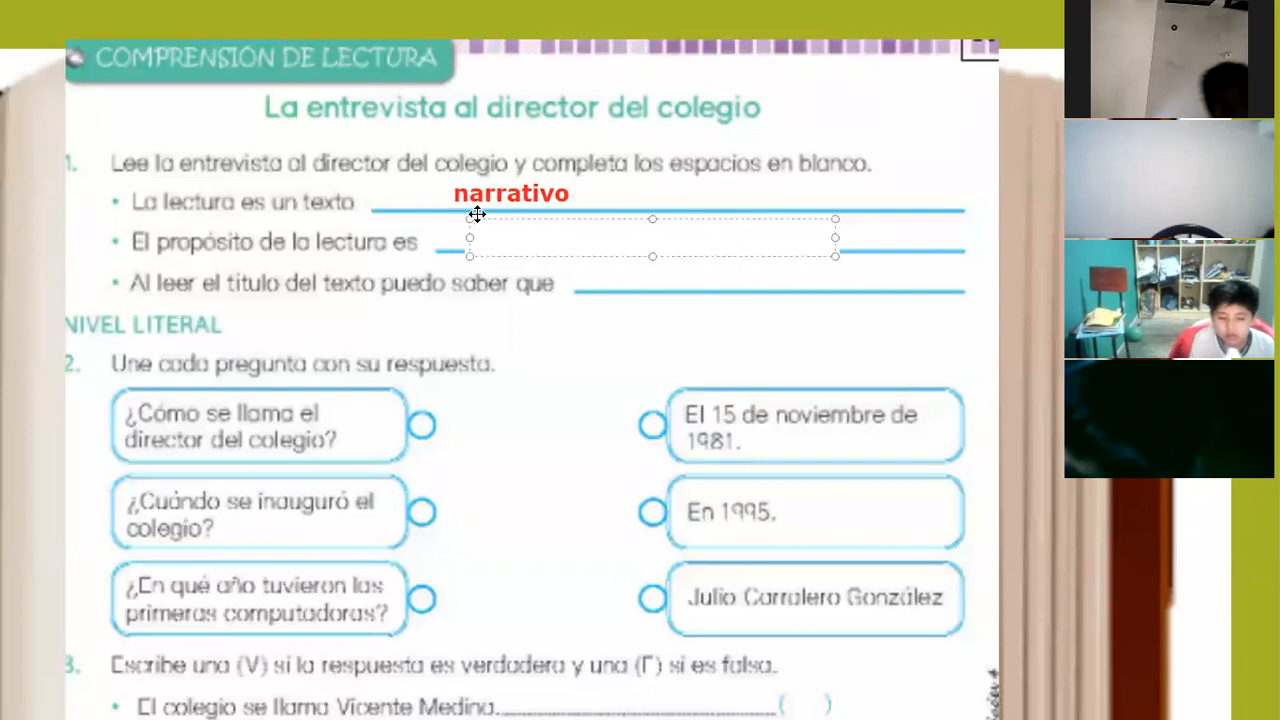 COMPRENSIÓN DE LECTURA
La entrevista al director del colegio
1. Lee la entrevista al director del colegio y completa los espacios en blanco.
• La lectura es un texto narrativo
• El propósito de la lectura es
• Al leer el título del texto puedo saber que
NIVEL LITERAL
2. Une cada pregunta con su respuesta.
¿Cómo se llama el
director del colegio?
El 15 de noviembre de
1981.
¿Cuándo se inauguró el
colegio?
En 1995.
¿En qué año tuvieron las
primeras computadoras?
Julio Carralero González
3. Escribe una (V) si la respuesta es verdadera y una (F) si es falsa.
• El colegio se llama Vicente Medina. ( )